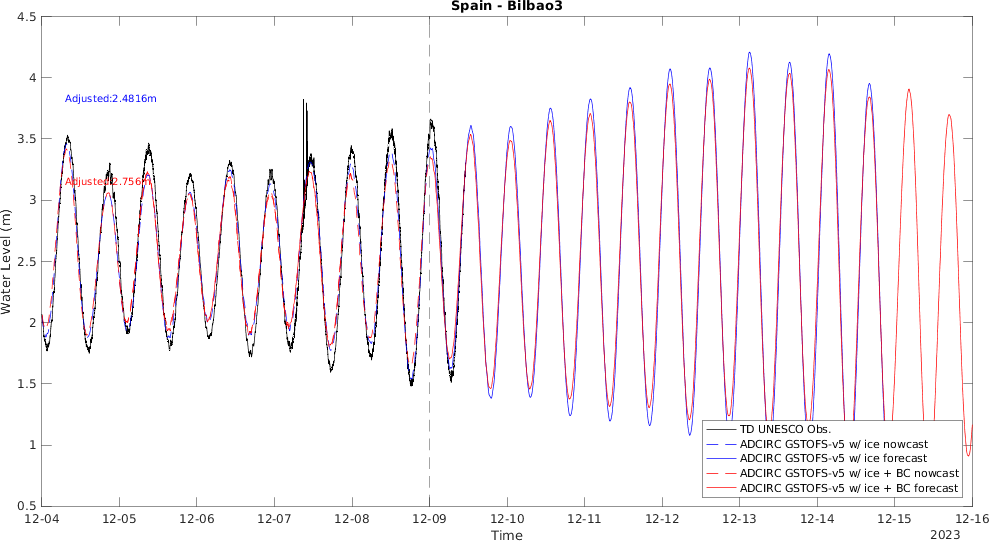 Spain - Bilbao3
4.5
4
3.5
3
2.5
2
1.5
1
0.5
Water Level (m)
Adjusted:2.4816m
Adjusted:2.756m
TD UNESCO Obs.
ADCIRC GSTOFS-v5 w/ ice nowcast
ADCIRC GSTOFS-v5 w/ ice forecast
ADCIRC GSTOFS-v5 w/ ice + BC nowcast
ADCIRC GSTOFS-v5 w/ ice + BC forecast
12-04 12-05 12-06 12-07 12-08 12-09 12-10 12-11 12-12 12-13 12-14 12-15 12-16
Time
2023